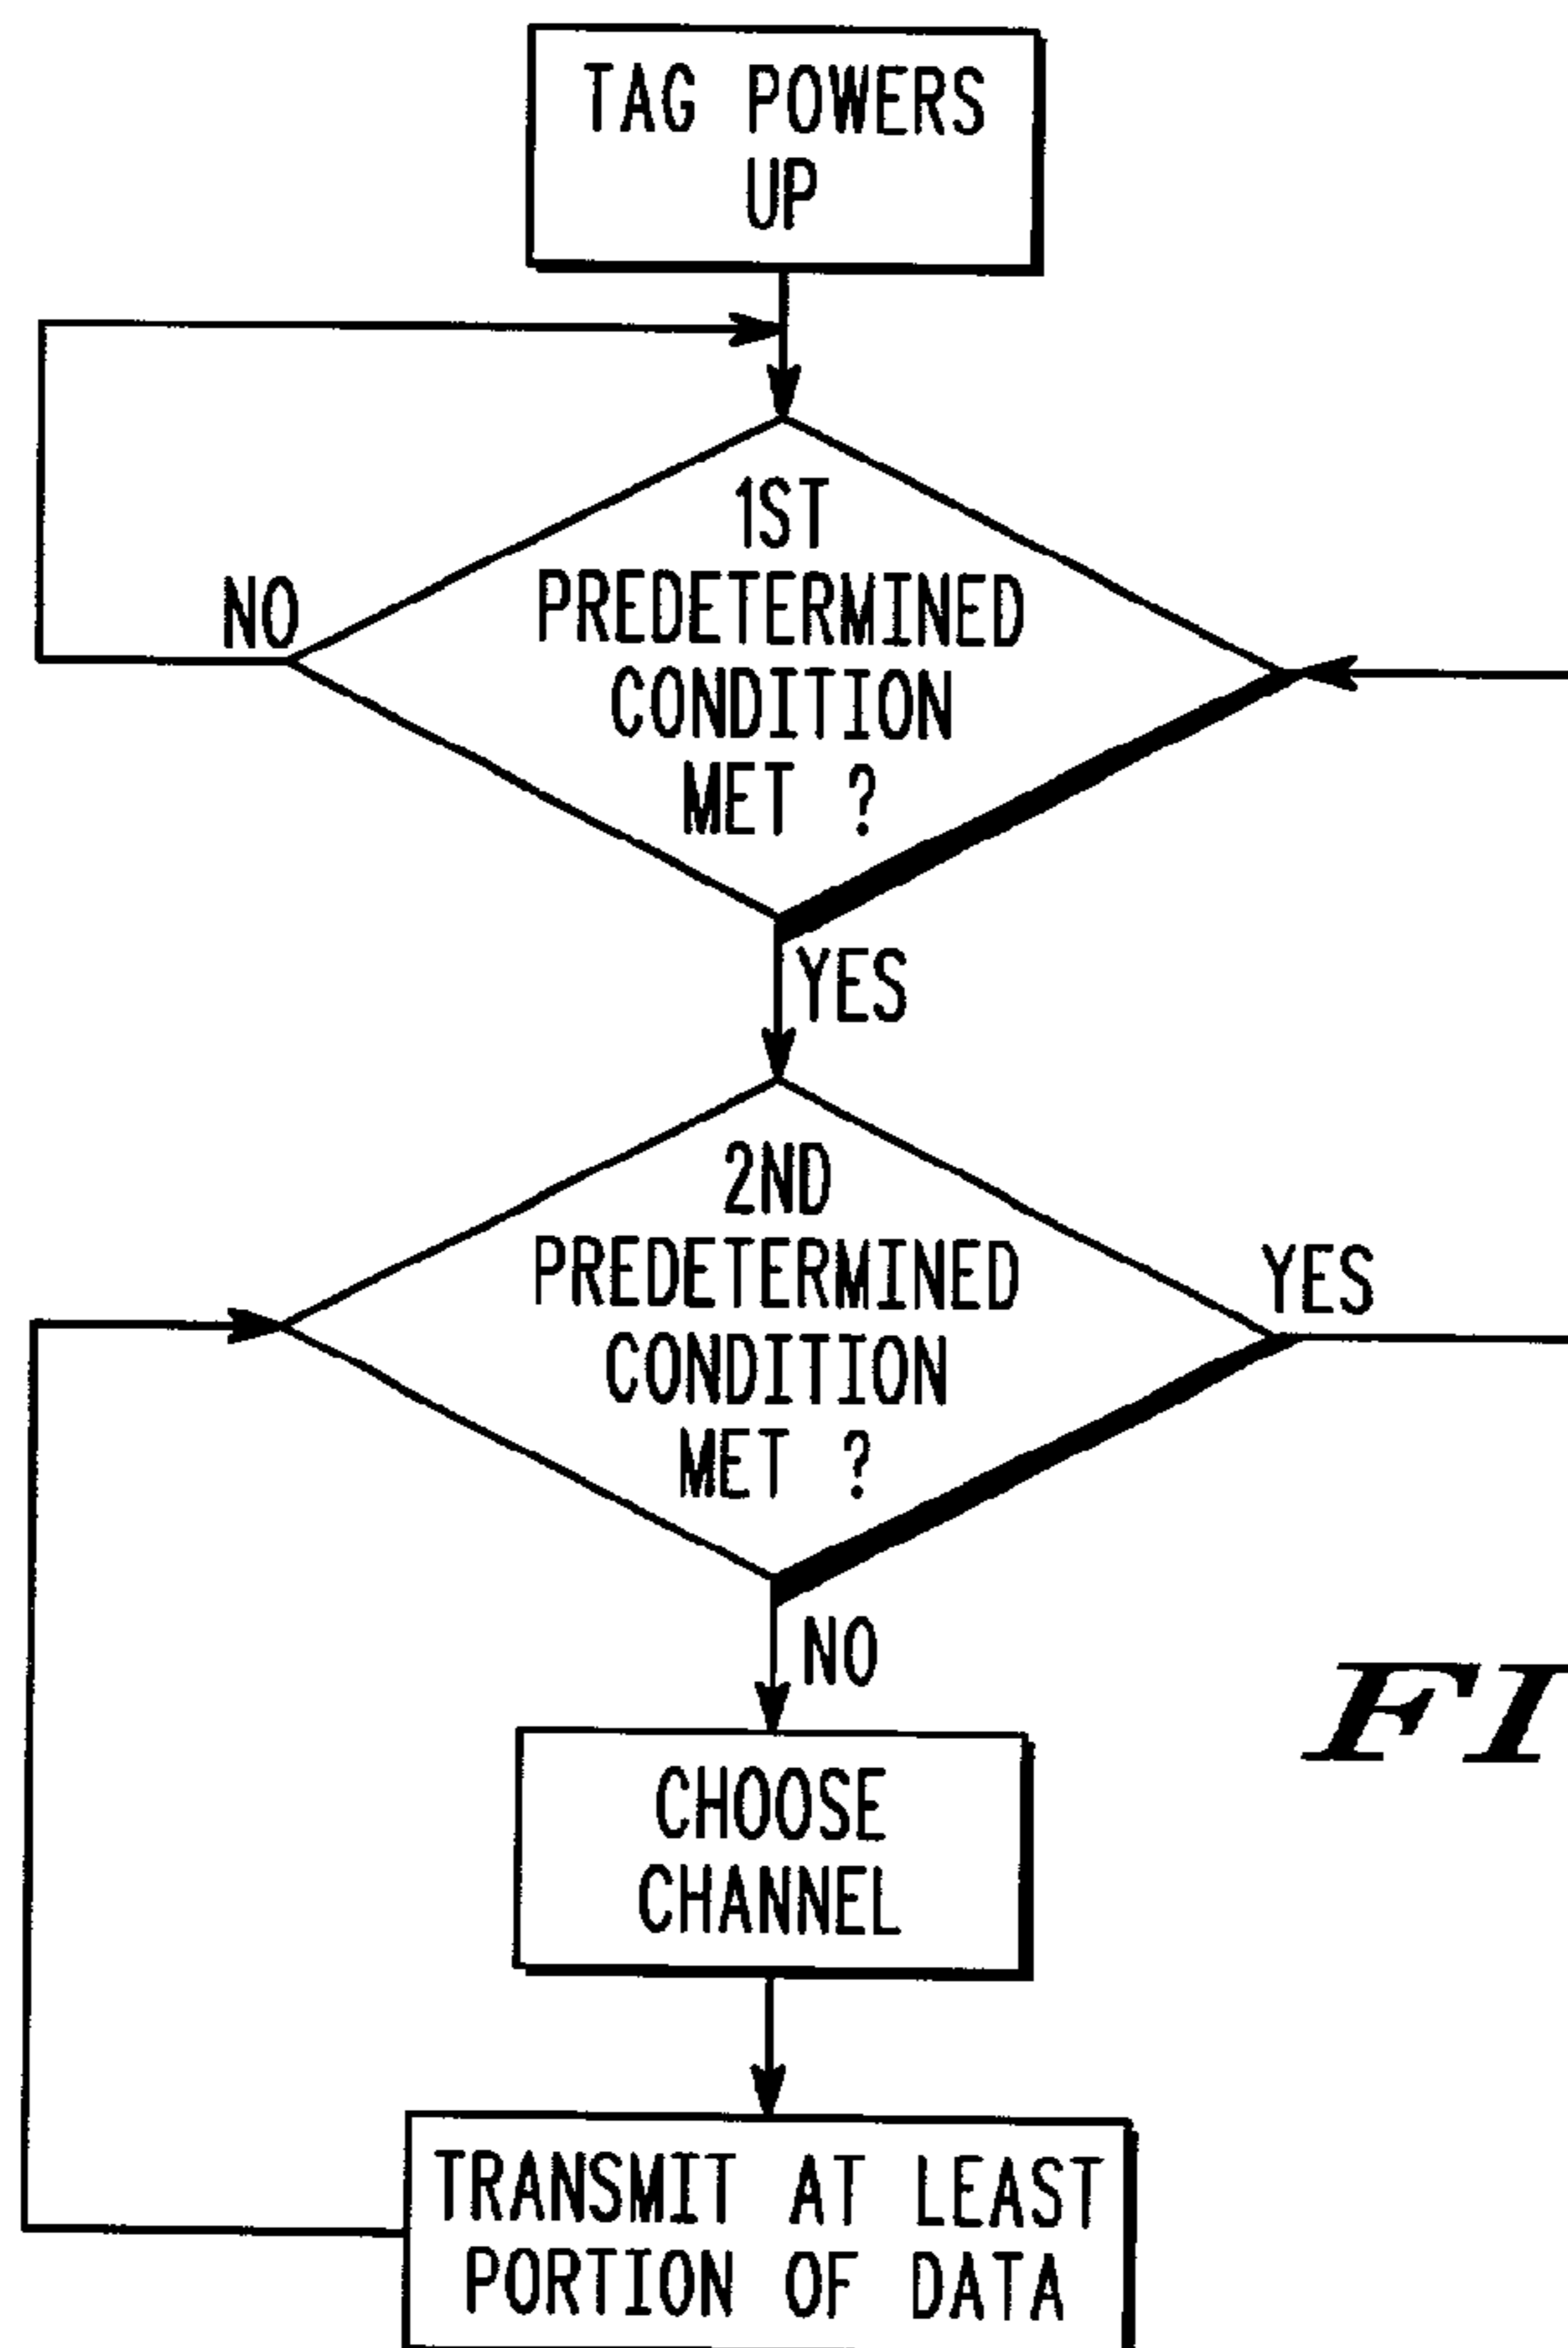 TAG POWERS
UP
1ST
PREDETERMINED
CONDITION
MET ?
NO
YES
2ND
PREDETERMINED
CONDITION
MET ?
YES
NO
FI
CHOOSE
CHANNEL
TRANSMIT AT LEAST
PORTION OF DATA